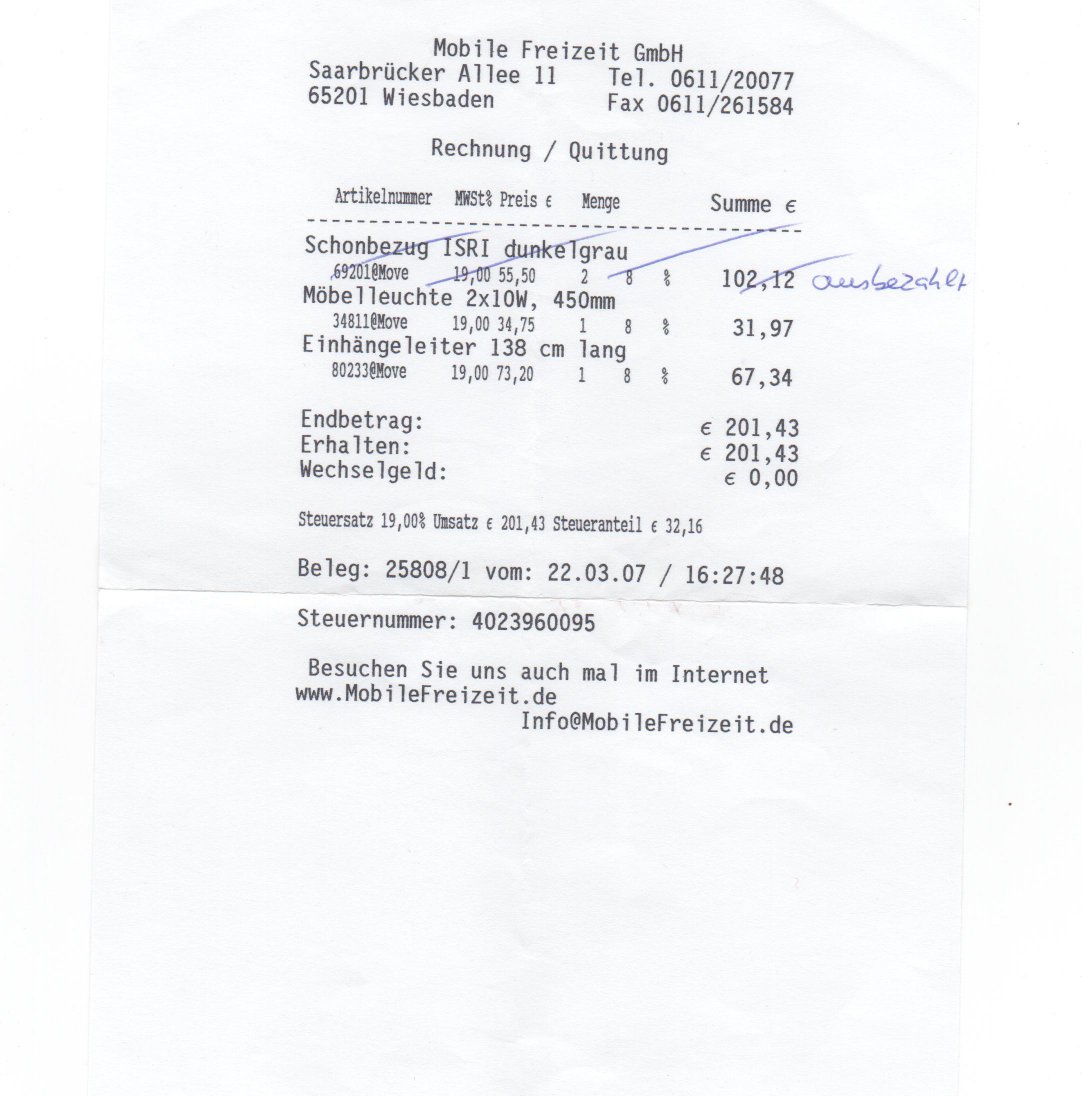 Mobile Freizeit GmbH
Saarbrücker Allee 11 Tel. 0611/20077
65201 Wiesbaden Fax 0611/261584
Rechnung / Quittung
Artikelnummer MWSt% Preis € Menge Summe €
Schonbezug ISRI dunkelgrau
69201@Move 19,00 55,50 2 8 % 102,12 ausbezahlt
Möbelleuchte 2x10W, 450mm
34811@Move 19,00 34,75 1 8 % 31,97
Einhängeleiter 138 cm lang
80233@Move 19,00 73,20 1 8 % 67,34
Endbetrag: € 201,43
Erhalten: € 201,43
Wechselgeld: € 0,00
Steuersatz 19,00% Umsatz € 201,43 Steueranteil € 32,16
Beleg: 25808/1 vom: 22.03.07 / 16:27:48
Steuernummer: 4023960095
Besuchen Sie uns auch mal im Internet
www.MobileFreizeit.de
Info@MobileFreizeit.de